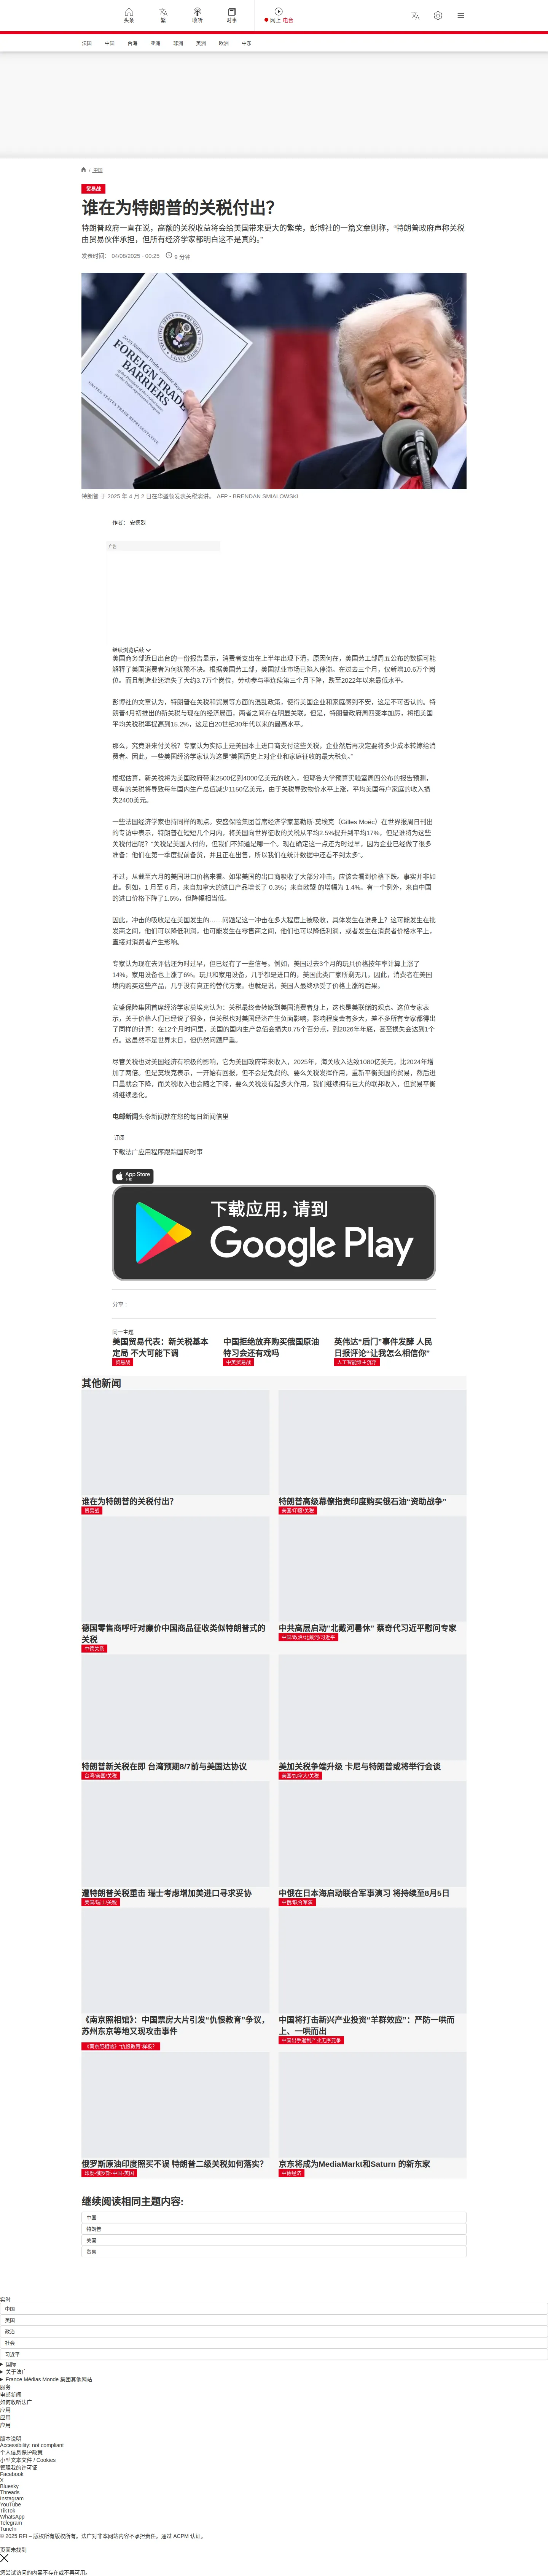 头条
繁
收听
时事
网上 电台
法国
中国
台海
亚洲
非洲
美洲
欧洲
中东
/ 中国
贸易战
谁在为特朗普的关税付出？
特朗普政府一直在说，高额的关税收益将会给美国带来更大的繁荣，彭博社的一篇文章则称，“特朗普政府声称关税
由贸易伙伴承担，但所有经济学家都明白这不是真的。”
发表时间： 04/08/2025 - 00:25
9 分钟
FOREIGN TRADE
BARRIERS
特朗普 于 2025 年 4 月 2 日在华盛顿发表关税演讲。 AFP - BRENDAN SMIALOWSKI
作者： 安德烈
广告
继续浏览后续
美国商务部近日出台的一份报告显示，消费者支出在上半年出现下滑，原因何在，美国劳工部周五公布的数据可能
解释了美国消费者为何犹豫不决。根据美国劳工部，美国就业市场已陷入停滞。在过去三个月，仅新增10.6万个岗
位。而且制造业还流失了大约3.7万个岗位，劳动参与率连续第三个月下降，跌至2022年以来最低水平。
彭博社的文章认为，特朗普在关税和贸易等方面的混乱政策，使得美国企业和家庭感到不安，这是不可否认的。特
朗普4月初推出的新关税与现在的经济局面，两者之间存在明显关联。但是，特朗普政府周四变本加厉，将把美国
平均关税税率提高到15.2%，这是自20世纪30年代以来的最高水平。
那么，究竟谁来付关税？专家认为实际上是美国本土进口商支付这些关税，企业然后再决定要将多少成本转嫁给消
费者。因此，一些美国经济学家认为这是“美国历史上对企业和家庭征收的最大税负。”
根据估算，新关税将为美国政府带来2500亿到4000亿美元的收入，但耶鲁大学预算实验室周四公布的报告预测，
现有的关税将导致每年国内生产总值减少1150亿美元，由于关税导致物价水平上涨，平均美国每户家庭的收入损
失2400美元。
一些法国经济学家也持同样的观点。安盛保险集团首席经济学家基勒斯·莫埃克（Gilles Moëc）在世界报周日刊出
的专访中表示，特朗普在短短几个月内，将美国向世界征收的关税从平均2.5%提升到平均17%。但是谁将为这些
关税付出呢？“关税是美国人付的，但我们不知道是哪一个。现在确定这一点还为时过早，因为企业已经做了很多
准备：他们在第一季度提前备货，并且正在出售，所以我们在统计数据中还看不到太多”。
不过，从截至六月的美国进口价格来看。如果美国的出口商吸收了大部分冲击，应该会看到价格下跌。事实并非如
此。例如，1 月至 6 月，来自加拿大的进口产品增长了 0.3%；来自欧盟 的增幅为 1.4%。有一个例外，来自中国
的进口价格下降了1.6%，但降幅相当低。
因此，冲击的吸收是在美国发生的……问题是这一冲击在多大程度上被吸收，具体发生在谁身上？这可能发生在批
发商之间，他们可以降低利润，也可能发生在零售商之间，他们也可以降低利润，或者发生在消费者价格水平上，
直接对消费者产生影响。
专家认为现在去评估还为时过早，但已经有了一些信号。例如，美国过去3个月的玩具价格按年率计算上涨了
14%，家用设备也上涨了6%。玩具和家用设备，几乎都是进口的，美国此类厂家所剩无几。因此，消费者在美国
境内购买这些产品，几乎没有真正的替代方案。也就是说，美国人最终承受了价格上涨的后果。
安盛保险集团首席经济学家莫埃克认为：关税最终会转嫁到美国消费者身上，这也是美联储的观点。这位专家表
示，关于价格人们已经说了很多，但关税也对美国经济产生负面影响，影响程度会有多大，差不多所有专家都得出
了同样的计算：在12个月时间里，美国的国内生产总值会损失0.75个百分点，到2026年年底，甚至损失会达到1个
点。这虽然不是世界末日，但仍然问题严重。
尽管关税也对美国经济有积极的影响，它为美国政府带来收入，2025年，海关收入达致1080亿美元，比2024年增
加了两倍。但是莫埃克表示，一开始有回报，但不会是免费的。要么关税发挥作用，重新平衡美国的贸易，然后进
口量就会下降，而关税收入也会随之下降，要么关税没有起多大作用，我们继续拥有巨大的联邦收入，但贸易平衡
将继续恶化。
电邮新闻头条新闻就在您的每日新闻信里
订阅
下载法广应用程序跟踪国际时事
App Store
下载
下载应用，请到
Google Play
分享 :
同一主题
美国贸易代表：新关税基本
定局 不大可能下调
贸易战
中国拒绝放弃购买俄国原油
特习会还有戏吗
中美贸易战
英伟达“后门”事件发酵 人民
日报评论“让我怎么相信你”
人工智能谁主沉浮
其他新闻
谁在为特朗普的关税付出？
贸易战
特朗普高级幕僚指责印度购买俄石油“资助战争”
美国/印度/关税
德国零售商呼吁对廉价中国商品征收类似特朗普式的
关税
中德关系
中共高层启动“北戴河暑休” 蔡奇代习近平慰问专家
中国/政治/北戴河/习近平
特朗普新关税在即 台湾预期8/7前与美国达协议
台湾/美国/关税
美加关税争端升级 卡尼与特朗普或将举行会谈
美国/加拿大/关税
遭特朗普关税重击 瑞士考虑增加美进口寻求妥协
美国/瑞士/关税
中俄在日本海启动联合军事演习 将持续至8月5日
中俄/联合军演
《南京照相馆》：中国票房大片引发“仇恨教育”争议，
苏州东京等地又现攻击事件
《南京照相馆》“仇恨教育”样板？
中国将打击新兴产业投资“羊群效应”：严防一哄而
上、一哄而出
中国出手遏制产业无序竞争
俄罗斯原油印度照买不误 特朗普二级关税如何落实？
印度-俄罗斯-中国-美国
京东将成为MediaMarkt和Saturn 的新东家
中德经济
继续阅读相同主题内容:
中国
特朗普
美国
贸易
实时
中国
美国
政治
社会
习近平
国际
关于法广
France Médias Monde 集团其他网站
服务
电邮新闻
如何收听法广
应用
应用
应用
版本说明
Accessibility: not compliant
个人信息保护政策
小型文本文件 / Cookies
管理我的许可证
Facebook
X
Bluesky
Threads
Instagram
YouTube
TikTok
WhatsApp
Telegram
TuneIn
© 2025 RFI – 版权所有版权所有。法广对非本网站内容不承担责任。通过 ACPM 认证。
页面未找到
您尝试访问的内容不存在或不再可用。